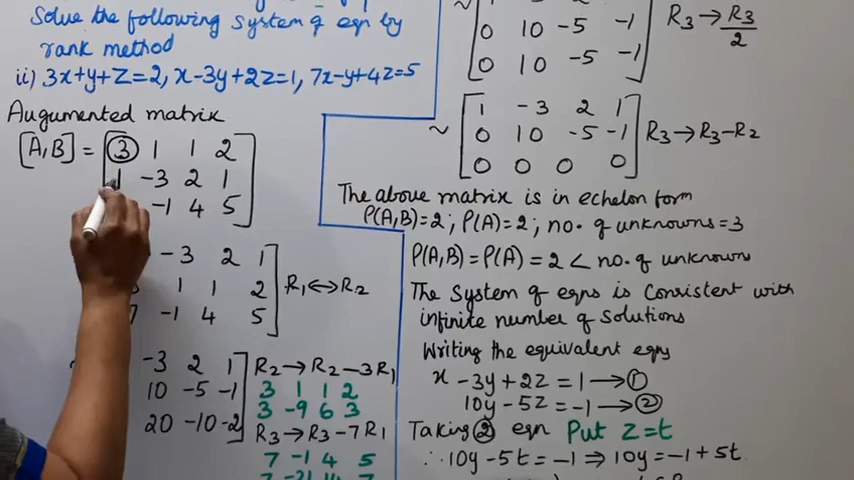 Solve the following System of eqn by
rank method
ii) 3x+y+z=2, x-3y+2z=1, 7x-y+4z=5
Augumented matrix
[A,B] = 3 1 1 2
1 -3 2 1
-1 4 5
-3 2 1
1 1 2 R1↔R2
-1 4 5
-3 2 1 R2→R2-3R1
10 -5 -1 3 1 1 2
20 -10 -2 3 -9 6 3
R3→R3-7R1
7 -1 4 5
~
0 10 -5 -1 R3→R3/2
0 10 -5 -1
~ 1 -3 2 1
0 10 -5 -1 R3→R3-R2
0 0 0 0
The above matrix is in echelon form
P(A,B)=2; P(A)=2; no. of unknowns=3
P(A,B)=P(A)=2 < no. of unknowns
The System of eqns is Consistent with
infinite number of Solutions
Writing the equivalent eqns
x-3y+2z=1→①
10y-5z=-1→②
Taking ② eqn Put z=t
∴10y-5t=-1⇒10y=-1+5t